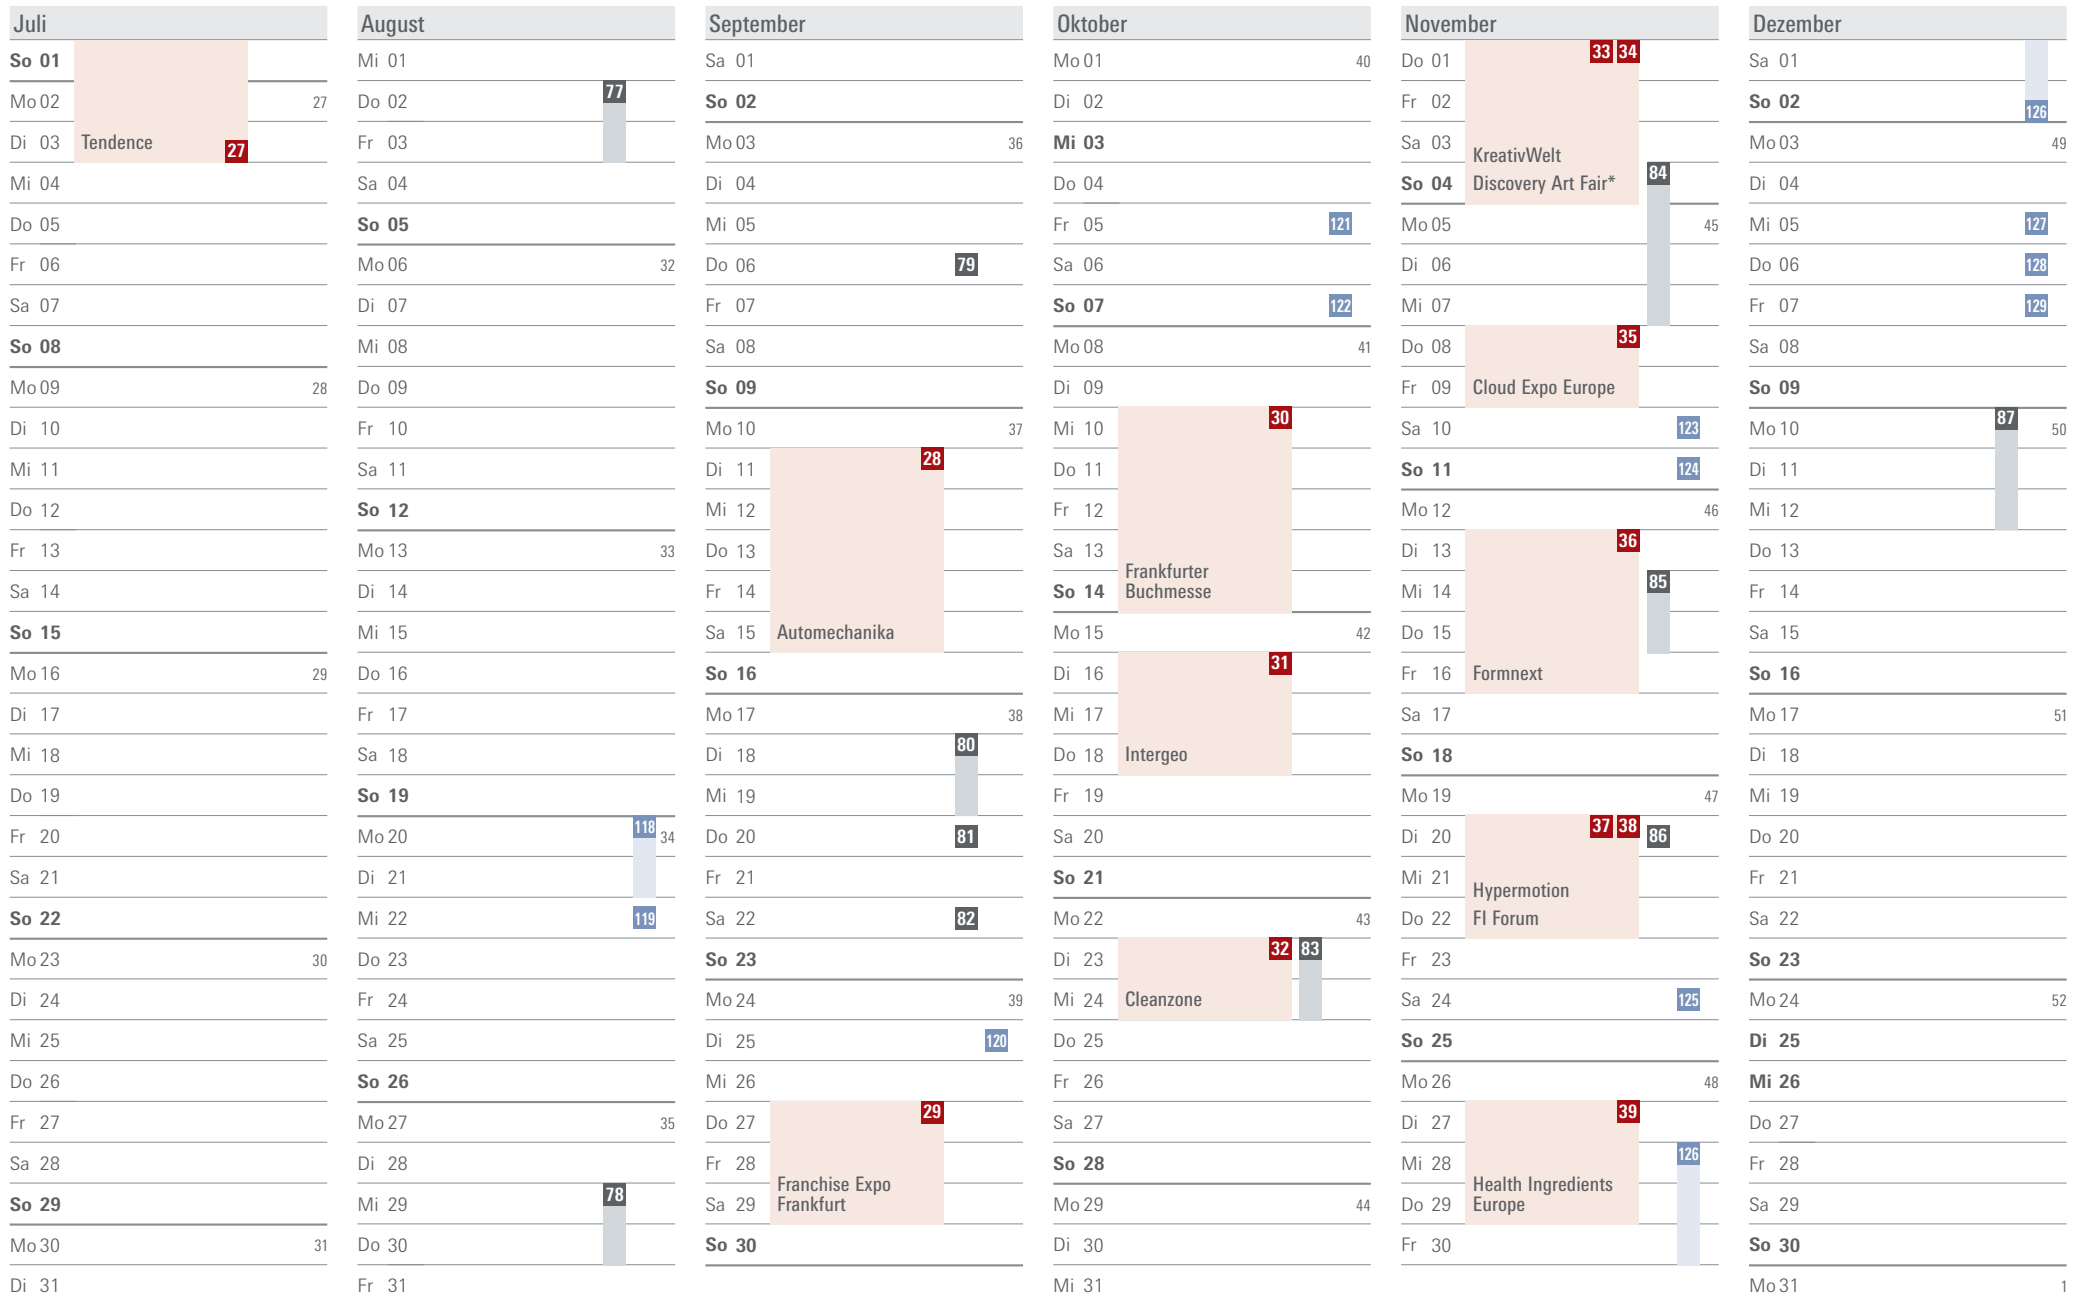 Juli
So 01
Mo 02 27
Di 03 Tendence 27
Mi 04
Do 05
Fr 06
Sa 07
So 08
Mo 09 28
Di 10
Mi 11
Do 12
Fr 13
Sa 14
So 15
Mo 16 29
Di 17
Mi 18
Do 19
Fr 20
Sa 21
So 22
Mo 23 30
Di 24
Mi 25
Do 26
Fr 27
Sa 28
So 29
Mo 30 31
Di 31
August
Mi 01
Do 02 77
Fr 03
Sa 04
So 05
Mo 06 32
Di 07
Mi 08
Do 09
Fr 10
Sa 11
So 12
Mo 13 33
Di 14
Mi 15
Do 16
Fr 17
Sa 18
So 19
Mo 20 118 34
Di 21
Mi 22 119
Do 23
Fr 24
Sa 25
So 26
Mo 27 35
Di 28
Mi 29 78
Do 30
Fr 31
September
Sa 01
So 02
Mo 03 36
Di 04
Mi 05
Do 06 79
Fr 07
Sa 08
So 09
Mo 10 37
Di 11 28
Mi 12
Do 13
Fr 14
Sa 15 Automechanika
So 16
Mo 17 38
Di 18 80
Mi 19
Do 20 81
Fr 21
Sa 22 82
So 23
Mo 24 39
Di 25 120
Mi 26
Do 27 29
Fr 28
Franchise Expo
Sa 29 Frankfurt
So 30
Oktober
Mo 01 40
Di 02
Mi 03
Do 04
Fr 05 121
Sa 06
So 07 122
Mo 08 41
Di 09
Mi 10 30
Do 11
Fr 12
Sa 13
Frankfurter
So 14 Buchmesse
Mo 15 42
Di 16 31
Mi 17
Do 18 Intergeo
Fr 19
Sa 20
So 21
Mo 22 43
Di 23 32 83
Mi 24 Cleanzone
Do 25
Fr 26
Sa 27
So 28
Mo 29 44
Di 30
Mi 31
November
Do 01 33 34
Fr 02
Sa 03
KreativWelt
So 04 Discovery Art Fair* 84
Mo 05 45
Di 06
Mi 07
Do 08 35
Fr 09 Cloud Expo Europe
Sa 10 123
So 11 124
Mo 12 46
Di 13 36
Mi 14 85
Do 15
Fr 16 Formnext
Sa 17
So 18
Mo 19 47
Di 20 37 38 86
Mi 21
Hypermotion
Do 22 FI Forum
Fr 23
Sa 24 125
So 25
Mo 26 48
Di 27 39
Mi 28 126
Health Ingredients
Do 29 Europe
Fr 30
Dezember
Sa 01
So 02 126
Mo 03 49
Di 04
Mi 05 127
Do 06 128
Fr 07 129
Sa 08
So 09
Mo 10 87 50
Di 11
Mi 12
Do 13
Fr 14
Sa 15
So 16
Mo 17 51
Di 18
Mi 19
Do 20
Fr 21
Sa 22
So 23
Mo 24 52
Di 25
Mi 26
Do 27
Fr 28
Sa 29
So 30
Mo 31 1